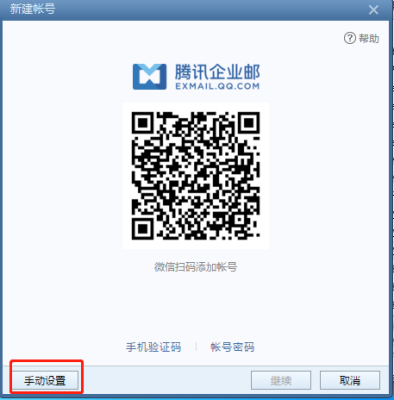 新建帐号
帮助
腾讯企业邮
EXMAIL.QQ.COM
微信扫码添加帐号
手机验证码 | 帐号密码
手动设置 继续 取消